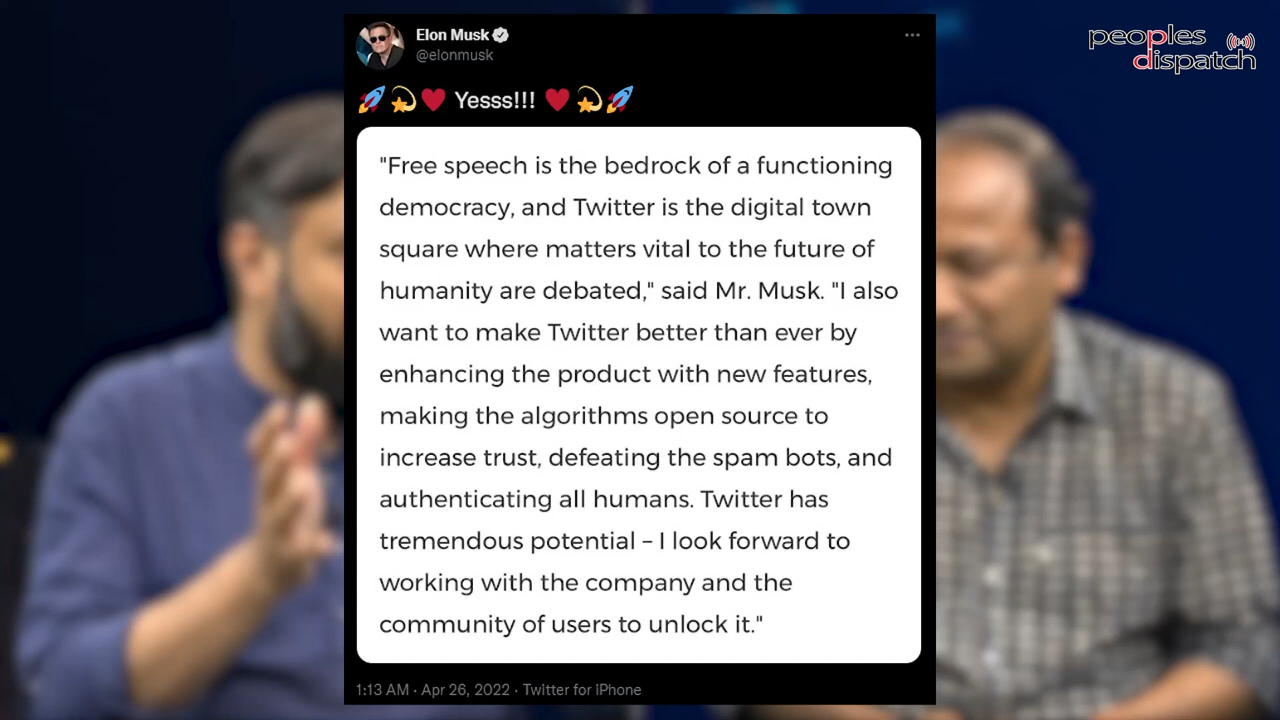 Elon Musk
@elonmusk
🚀💫♥️ Yesss!!! ♥️💫🚀
"Free speech is the bedrock of a functioning
democracy, and Twitter is the digital town
square where matters vital to the future of
humanity are debated," said Mr. Musk. "I also
want to make Twitter better than ever by
enhancing the product with new features,
making the algorithms open source to
increase trust, defeating the spam bots, and
authenticating all humans. Twitter has
tremendous potential – I look forward to
working with the company and the
community of users to unlock it."
1:13 AM · Apr 26, 2022 · Twitter for iPhone
peoples
dispatch